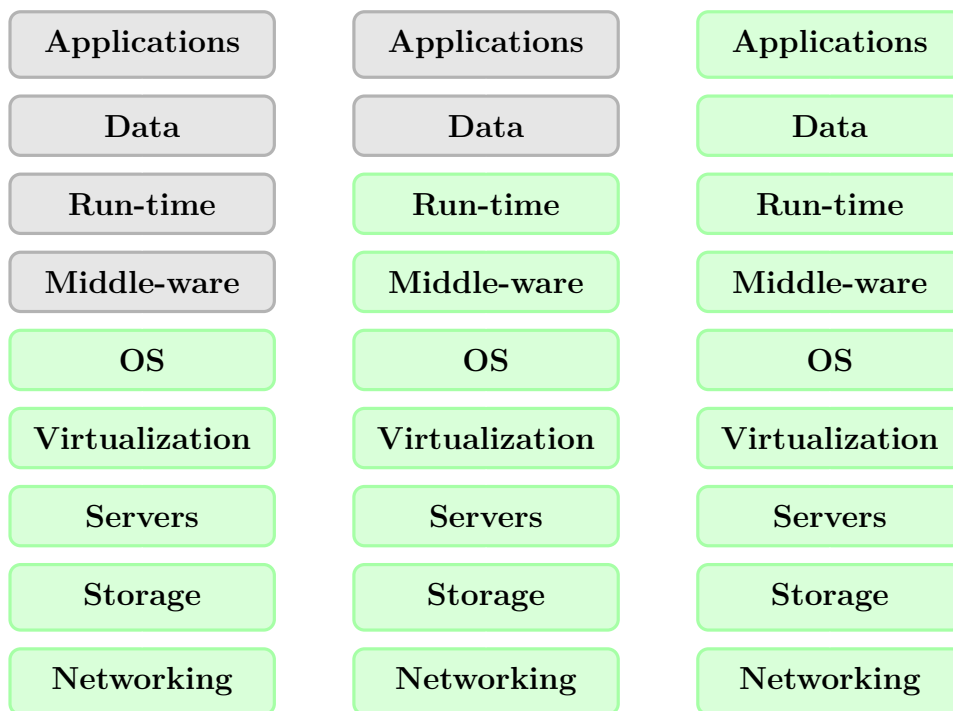 Applications Applications Applications
Data Data Data
Run-time Run-time Run-time
Middle-ware Middle-ware Middle-ware
OS OS OS
Virtualization Virtualization Virtualization
Servers Servers Servers
Storage Storage Storage
Networking Networking Networking